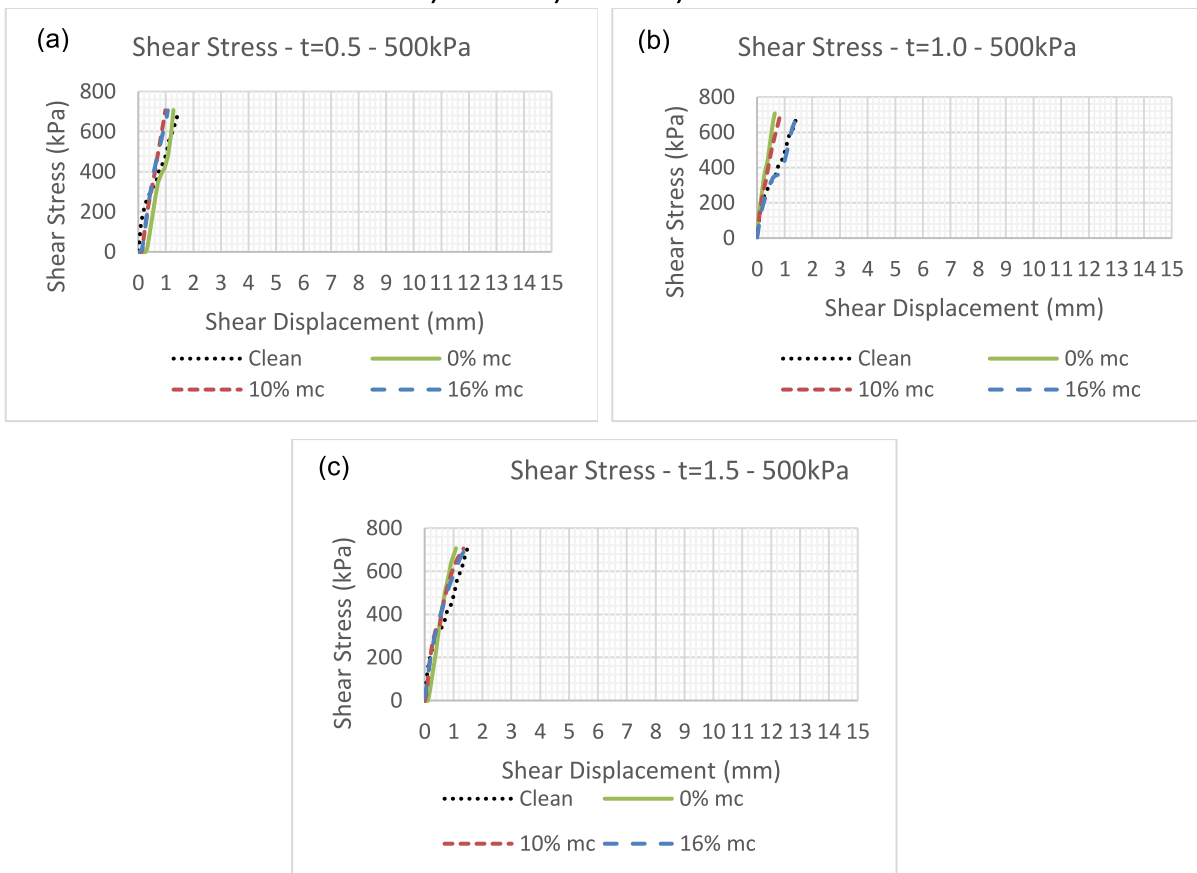 (a)
Shear Stress - t=0.5 - 500kPa
Shear Stress (kPa)
800
600
400
200
0
0 1 2 3 4 5 6 7 8 9 10 11 12 13 14 15
Shear Displacement (mm)
Clean 0% mc
10% mc 16% mc
(b)
Shear Stress - t=1.0 - 500kPa
Shear Stress (kPa)
800
600
400
200
0
0 1 2 3 4 5 6 7 8 9 10 11 12 13 14 15
Shear Displacement (mm)
Clean 0% mc
10% mc 16% mc
(c)
Shear Stress - t=1.5 - 500kPa
Shear Stress (kPa)
800
600
400
200
0
0 1 2 3 4 5 6 7 8 9 10 11 12 13 14 15
Shear Displacement (mm)
Clean 0% mc
10% mc 16% mc